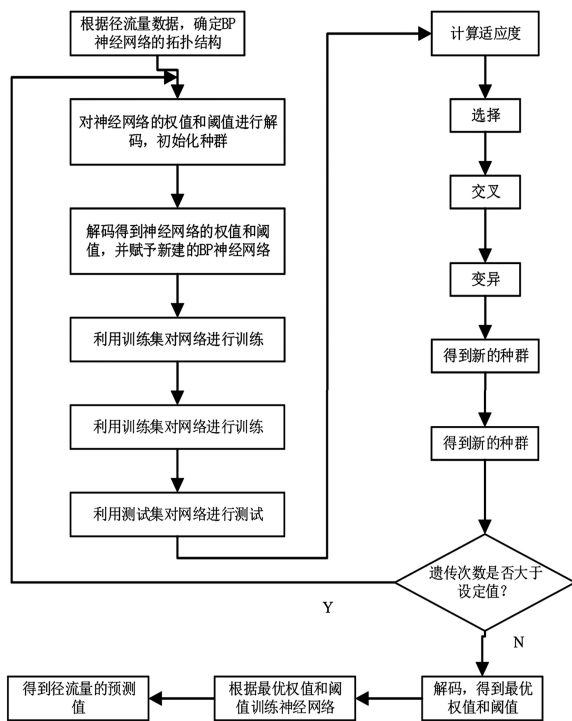 根据径流量数据，确定BP
神经网络的拓扑结构
对神经网络的权值和阈值进行解
码，初始化种群
解码得到神经网络的权值和阈
值，并赋予新建的BP神经网络
利用训练集对网络进行训练
利用训练集对网络进行训练
利用测试集对网络进行测试
计算适应度
选择
交叉
变异
得到新的种群
得到新的种群
遗传次数是否大于
设定值？
Y
N
解码，得到最优
权值和阈值
根据最优权值和阈
值训练神经网络
得到径流量的预测
值